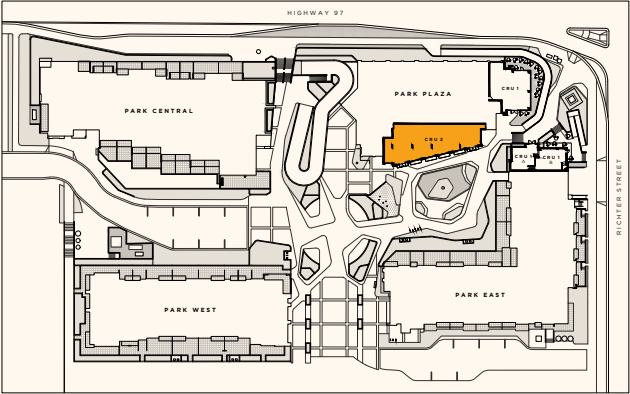 HIGHWAY 97
PARK CENTRAL
PARK PLAZA
CRU 1
CRU 2
CRU 1
A
CRU 1
B
RICHTER STREET
PARK WEST
PARK EAST